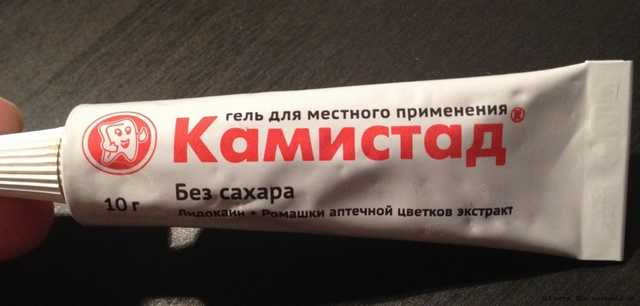 гель для местного применения
Камистад®
Без сахара
10 г
Лидокаин • Ромашки аптечной цветков экстракт